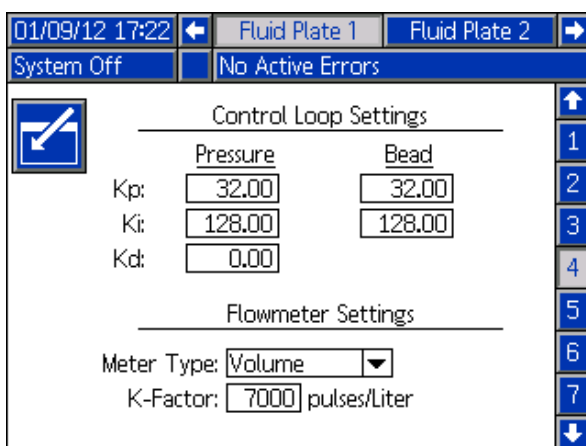 01/09/12 17:22 Fluid Plate 1 Fluid Plate 2
System Off No Active Errors
Control Loop Settings
Pressure Bead
Kp: 32.00 32.00
Ki: 128.00 128.00
Kd: 0.00
Flowmeter Settings
Meter Type: Volume
K-Factor: 7000 pulses/Liter
1
2
3
4
5
6
7